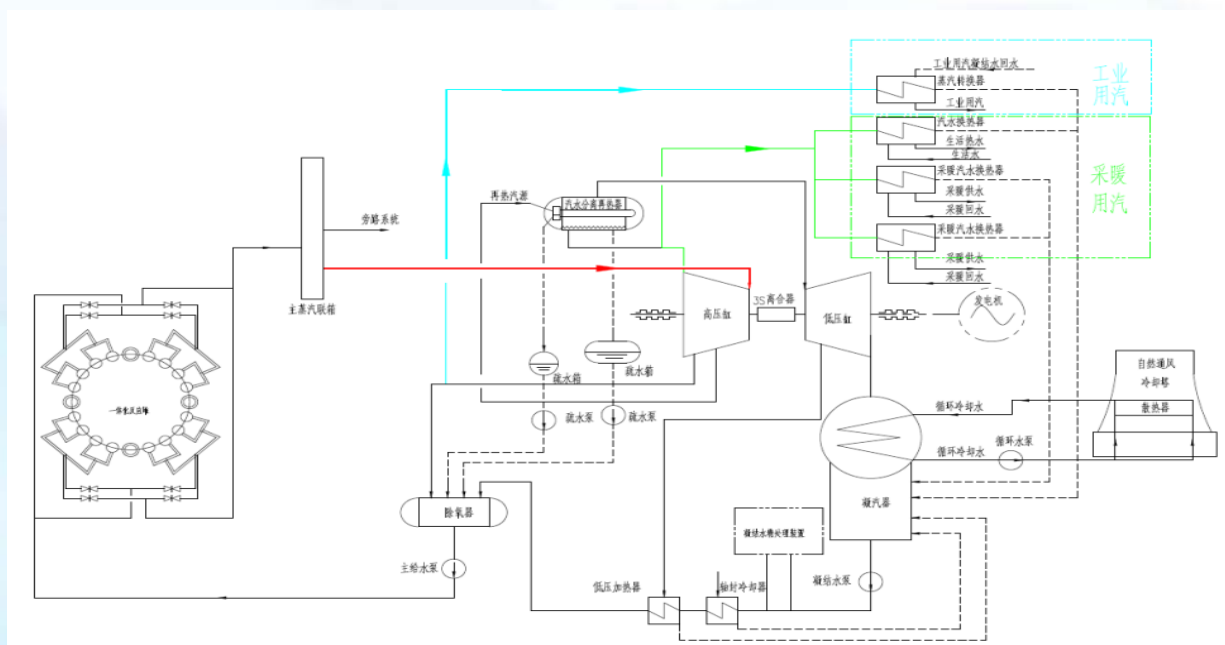 工业用汽凝结水回水
蒸汽转换器
工业用汽
工业
用汽
汽水换热器
生活热水
生活水
采暖汽水换热器
采暖供水
采暖回水
采暖
用汽
采暖汽水换热器
采暖供水
采暖回水
再热汽源
汽水分离再热器
旁路系统
主蒸汽联箱
高压缸
3S离合器
低压缸
发电机
疏水箱
疏水箱
疏水泵
疏水泵
一体化反应堆
自然通风
冷却塔
散热器
循环冷却水
循环水泵
循环冷却水
凝汽器
除氧器
凝结水精处理装置
主给水泵
低压加热器
轴封冷却器
凝结水泵